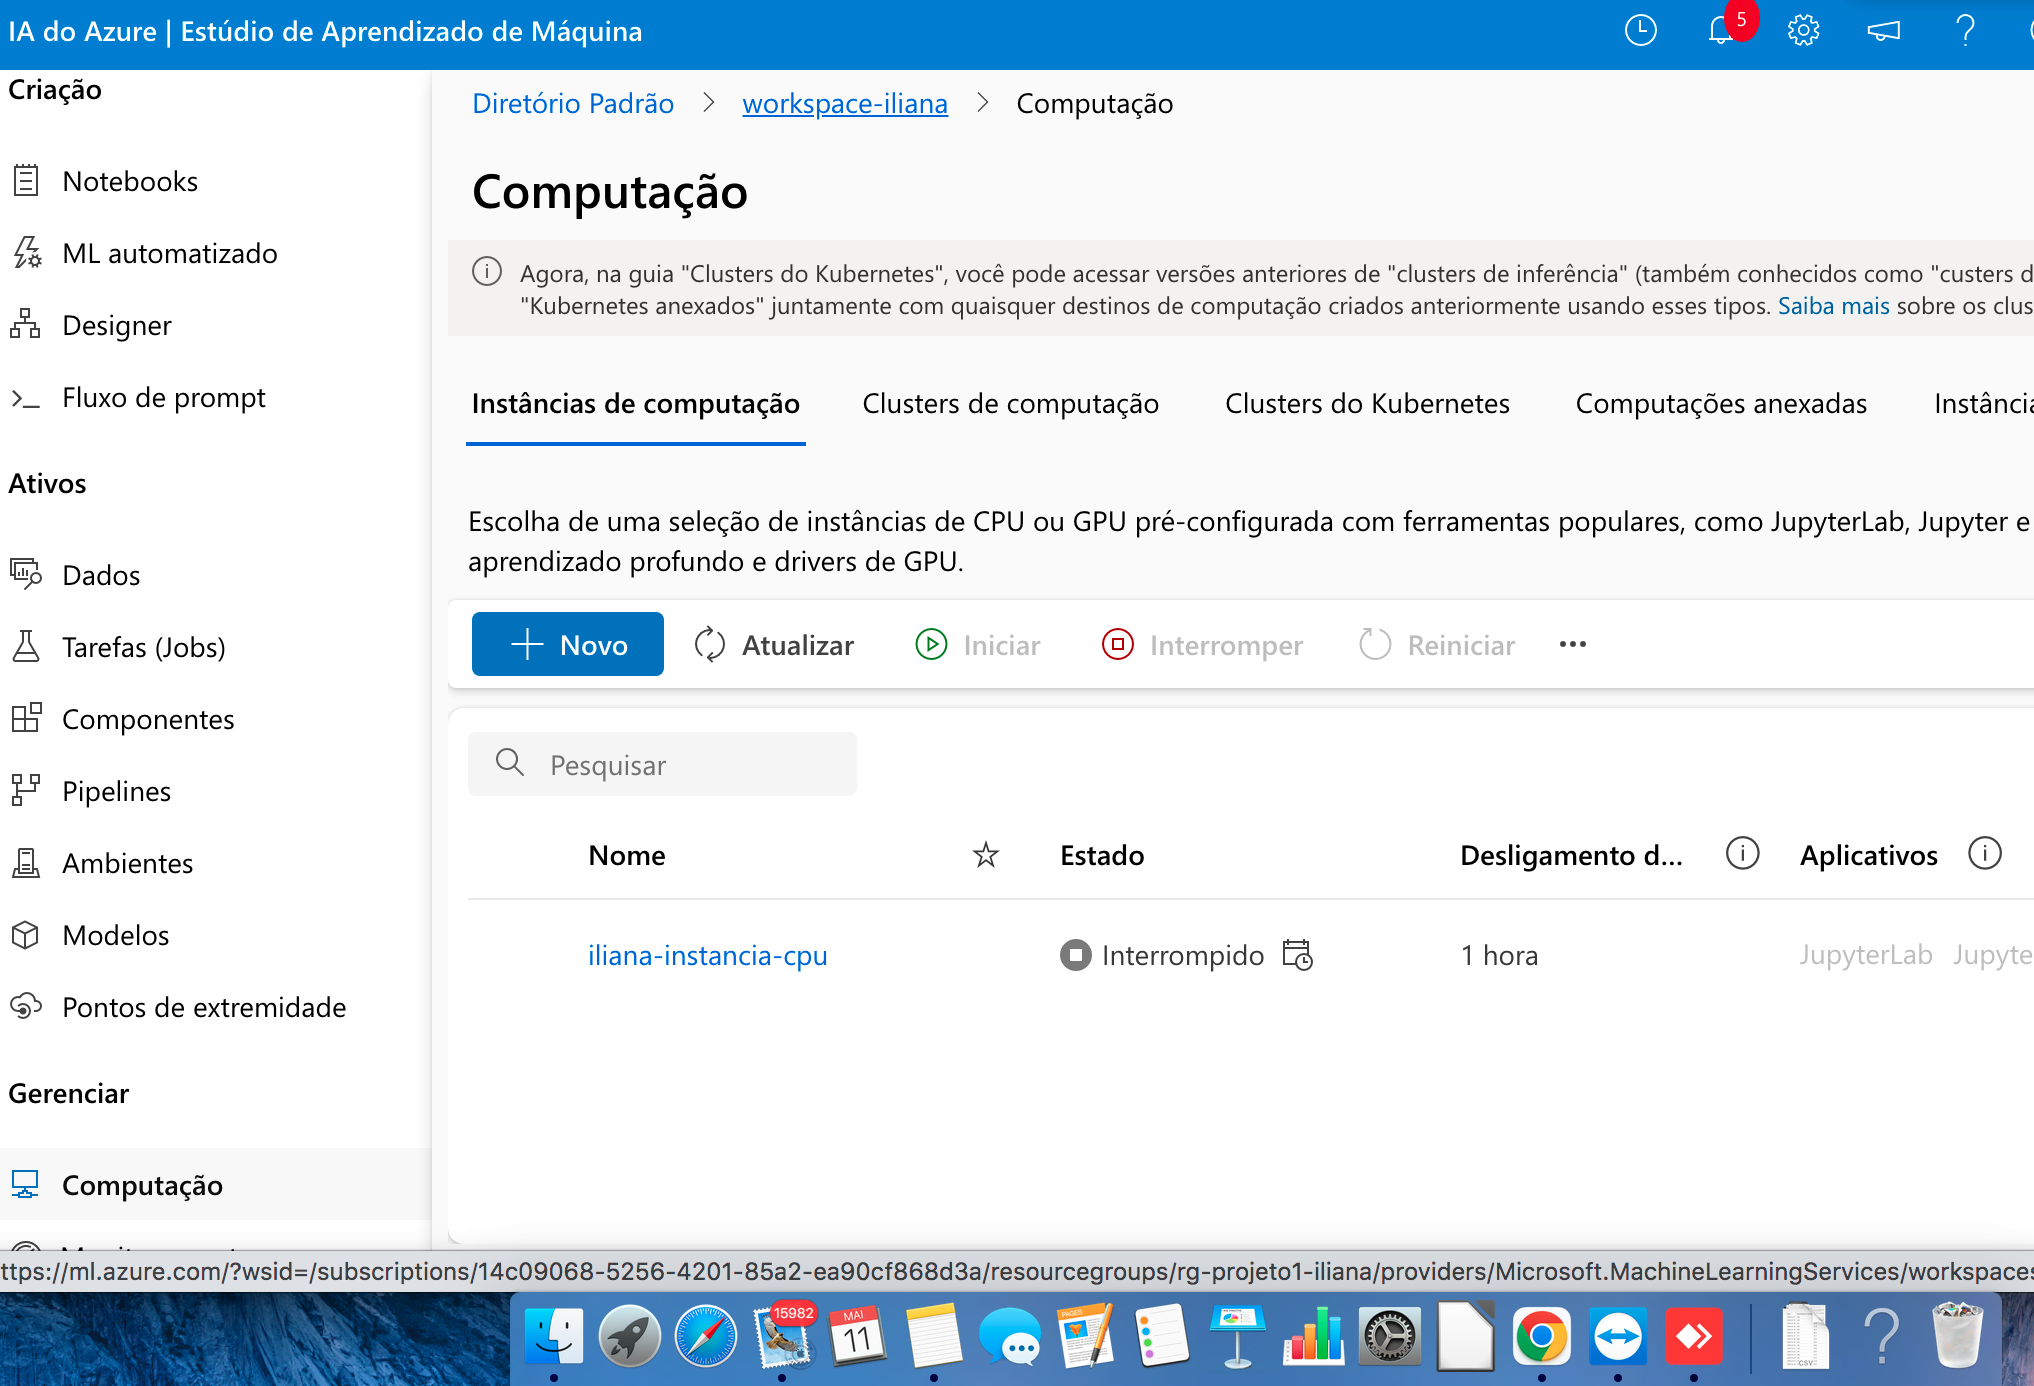 IA do Azure | Estúdio de Aprendizado de Máquina
5
Criação
Notebooks
ML automatizado
Designer
Fluxo de prompt
Ativos
Dados
Tarefas (Jobs)
Componentes
Pipelines
Ambientes
Modelos
Pontos de extremidade
Gerenciar
Computação
Diretório Padrão > workspace-iliana > Computação
Computação
Agora, na guia "Clusters do Kubernetes", você pode acessar versões anteriores de "clusters de inferência" (também conhecidos como "custers d
"Kubernetes anexados" juntamente com quaisquer destinos de computação criados anteriormente usando esses tipos. Saiba mais sobre os clus
Instâncias de computação Clusters de computação Clusters do Kubernetes Computações anexadas Instância
Escolha de uma seleção de instâncias de CPU ou GPU pré-configurada com ferramentas populares, como JupyterLab, Jupyter e
aprendizado profundo e drivers de GPU.
Novo Atualizar Iniciar Interromper Reiniciar ...
Pesquisar
Nome Estado Desligamento d... Aplicativos
iliana-instancia-cpu Interrompido 1 hora JupyterLab Jupyte
ttps://ml.azure.com/?wsid=/subscriptions/14c09068-5256-4201-85a2-ea90cf868d3a/resourcegroups/rg-projeto1-iliana/providers/Microsoft.MachineLearningServices/workspaces
15982
MAI
11
PAGES
CSV